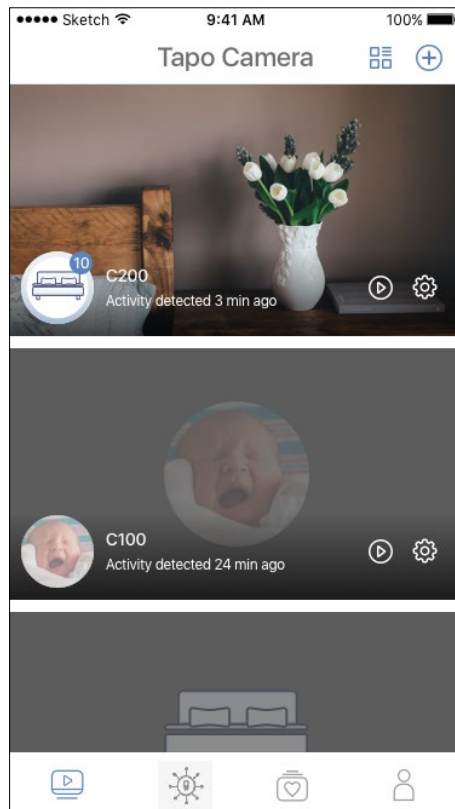 ●●●●● Sketch 9:41 AM 100%
Tapo Camera
10
C200
Activity detected 3 min ago
C100
Activity detected 24 min ago